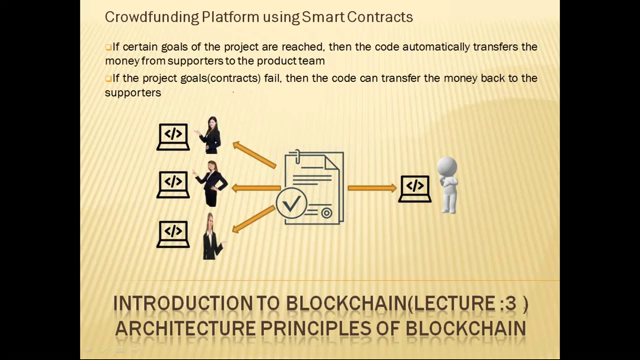 Crowdfunding Platform using Smart Contracts
❑If certain goals of the project are reached, then the code automatically transfers the
money from supporters to the product team
❑If the project goals(contracts) fail, then the code can transfer the money back to the
supporters
</>
</>
</>
</>
INTRODUCTION TO BLOCKCHAIN(LECTURE :3 )
ARCHITECTURE PRINCIPLES OF BLOCKCHAIN